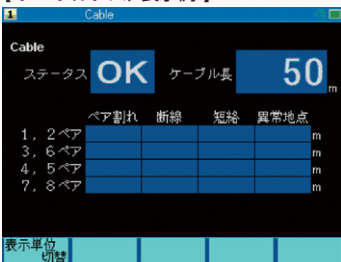 1 Cable
Cable
ステータス OK ケーブル長 50 m
ペア割れ 断線 短絡 異常地点
1, 2ペア m
3, 6ペア m
4, 5ペア m
7, 8ペア m
表示単位
切替